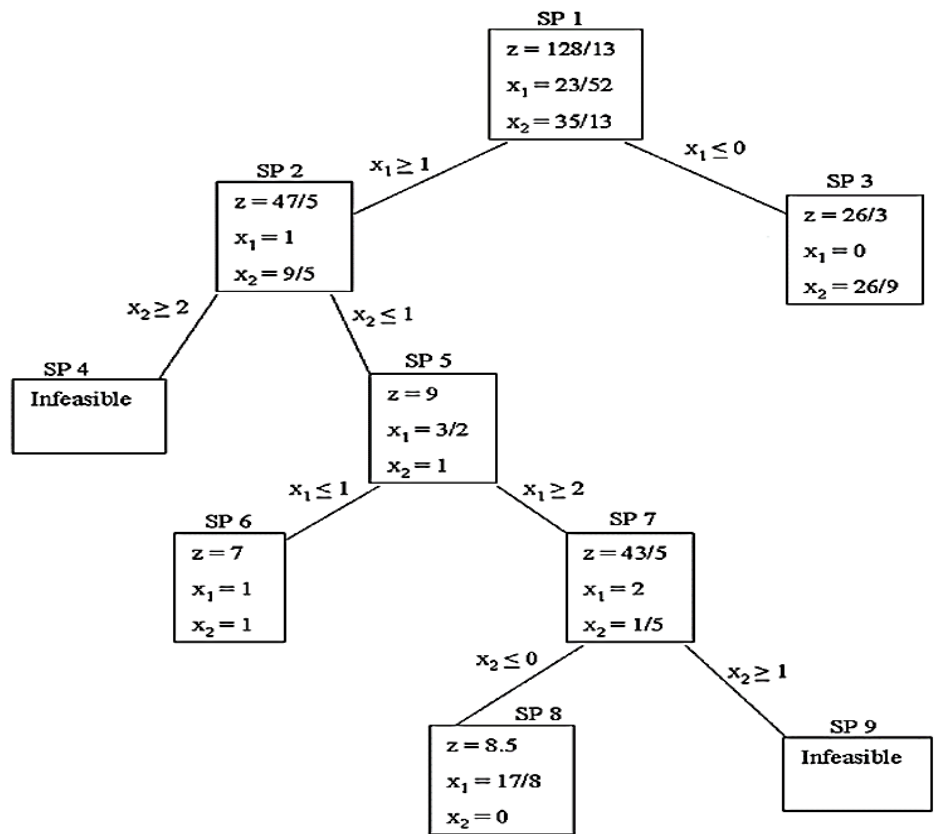 SP 1
z = 128/13
x₁ = 23/52
x₂ = 35/13
x₁ ≥ 1
x₁ ≤ 0
SP 2
z = 47/5
x₁ = 1
x₂ = 9/5
SP 3
z = 26/3
x₁ = 0
x₂ = 26/9
x₂ ≥ 2
x₂ ≤ 1
SP 4
Infeasible
SP 5
z = 9
x₁ = 3/2
x₂ = 1
x₁ ≤ 1
x₁ ≥ 2
SP 6
z = 7
x₁ = 1
x₂ = 1
SP 7
z = 43/5
x₁ = 2
x₂ = 1/5
x₂ ≤ 0
x₂ ≥ 1
SP 8
z = 8.5
x₁ = 17/8
x₂ = 0
SP 9
Infeasible